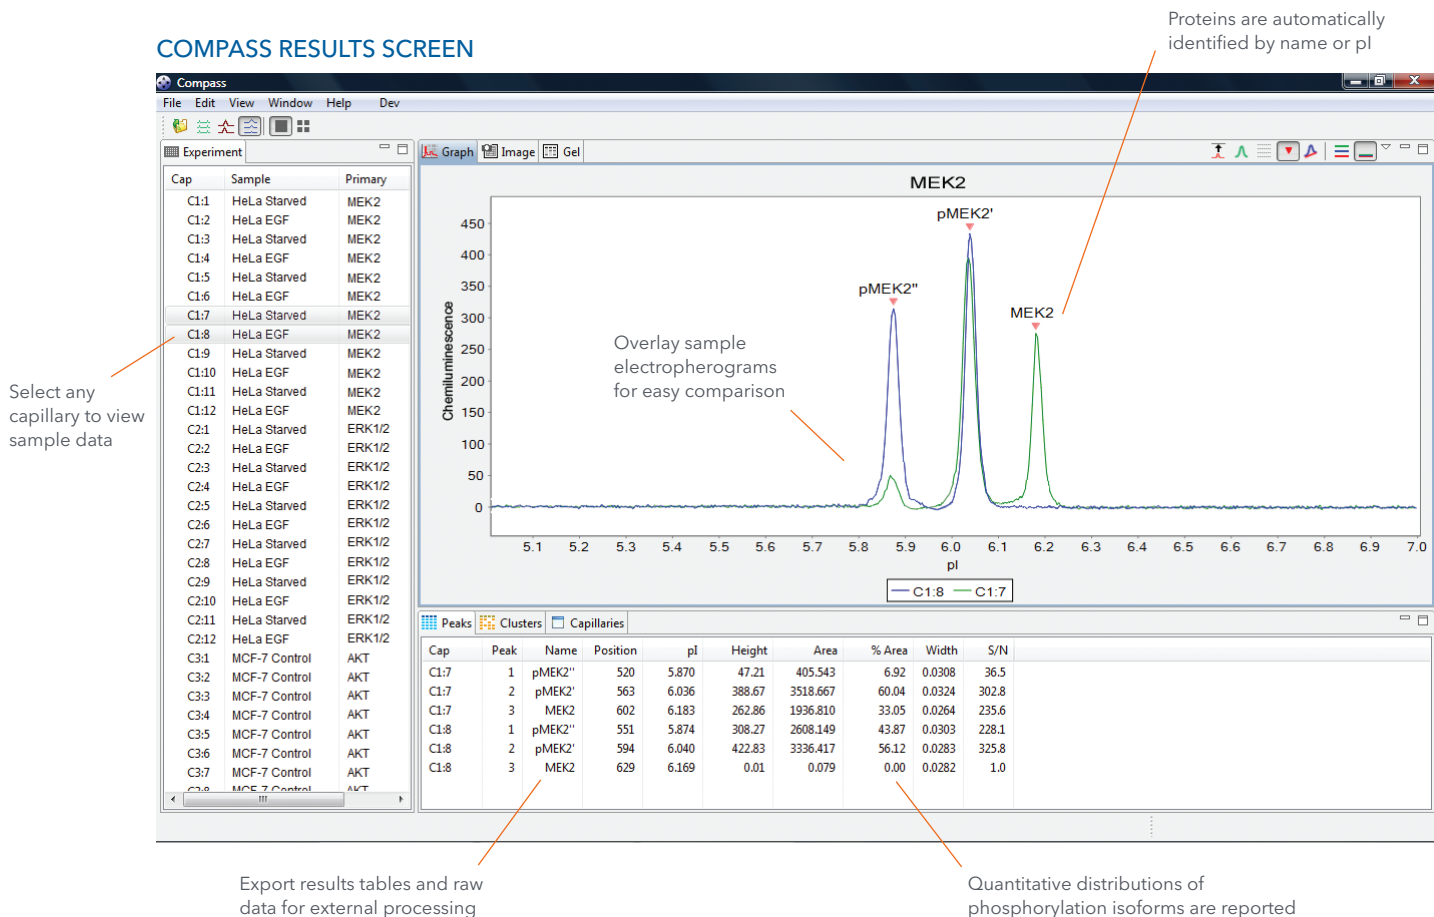 Proteins are automatically
identified by name or pI
COMPASS RESULTS SCREEN
Compass
File Edit View Window Help Dev
Experiment
Graph Image Gel
Cap Sample Primary
C1:1 HeLa Starved MEK2
C1:2 HeLa EGF MEK2
C1:3 HeLa Starved MEK2
C1:4 HeLa EGF MEK2
C1:5 HeLa Starved MEK2
C1:6 HeLa EGF MEK2
C1:7 HeLa Starved MEK2
C1:8 HeLa EGF MEK2
C1:9 HeLa Starved MEK2
C1:10 HeLa EGF MEK2
C1:11 HeLa Starved MEK2
C1:12 HeLa EGF MEK2
C2:1 HeLa Starved ERK1/2
C2:2 HeLa EGF ERK1/2
C2:3 HeLa Starved ERK1/2
C2:4 HeLa EGF ERK1/2
C2:5 HeLa Starved ERK1/2
C2:6 HeLa EGF ERK1/2
C2:7 HeLa Starved ERK1/2
C2:8 HeLa EGF ERK1/2
C2:9 HeLa Starved ERK1/2
C2:10 HeLa EGF ERK1/2
C2:11 HeLa Starved ERK1/2
C2:12 HeLa EGF ERK1/2
C3:1 MCF-7 Control AKT
C3:2 MCF-7 Control AKT
C3:3 MCF-7 Control AKT
C3:4 MCF-7 Control AKT
C3:5 MCF-7 Control AKT
C3:6 MCF-7 Control AKT
C3:7 MCF-7 Control AKT
C3:8 MCF-7 Control AKT
Select any
capillary to view
sample data
MEK2
pMEK2'
pMEK2"
MEK2
Overlay sample
electropherograms
for easy comparison
Chemiluminescence
450
400
350
300
250
200
150
100
50
0
5.1 5.2 5.3 5.4 5.5 5.6 5.7 5.8 5.9 6.0 6.1 6.2 6.3 6.4 6.5 6.6 6.7 6.8 6.9 7.0
pI
C1:8 C1:7
Peaks Clusters Capillaries
Cap Peak Name Position pI Height Area % Area Width S/N
C1:7 1 pMEK2" 520 5.870 47.21 405.543 6.92 0.0308 36.5
C1:7 2 pMEK2' 563 6.036 388.67 3518.667 60.04 0.0324 302.8
C1:7 3 MEK2 602 6.183 262.86 1936.810 33.05 0.0264 235.6
C1:8 1 pMEK2" 551 5.874 308.27 2608.149 43.87 0.0303 228.1
C1:8 2 pMEK2' 594 6.040 422.83 3336.417 56.12 0.0283 325.8
C1:8 3 MEK2 629 6.169 0.01 0.079 0.00 0.0282 1.0
Export results tables and raw
data for external processing
Quantitative distributions of
phosphorylation isoforms are reported